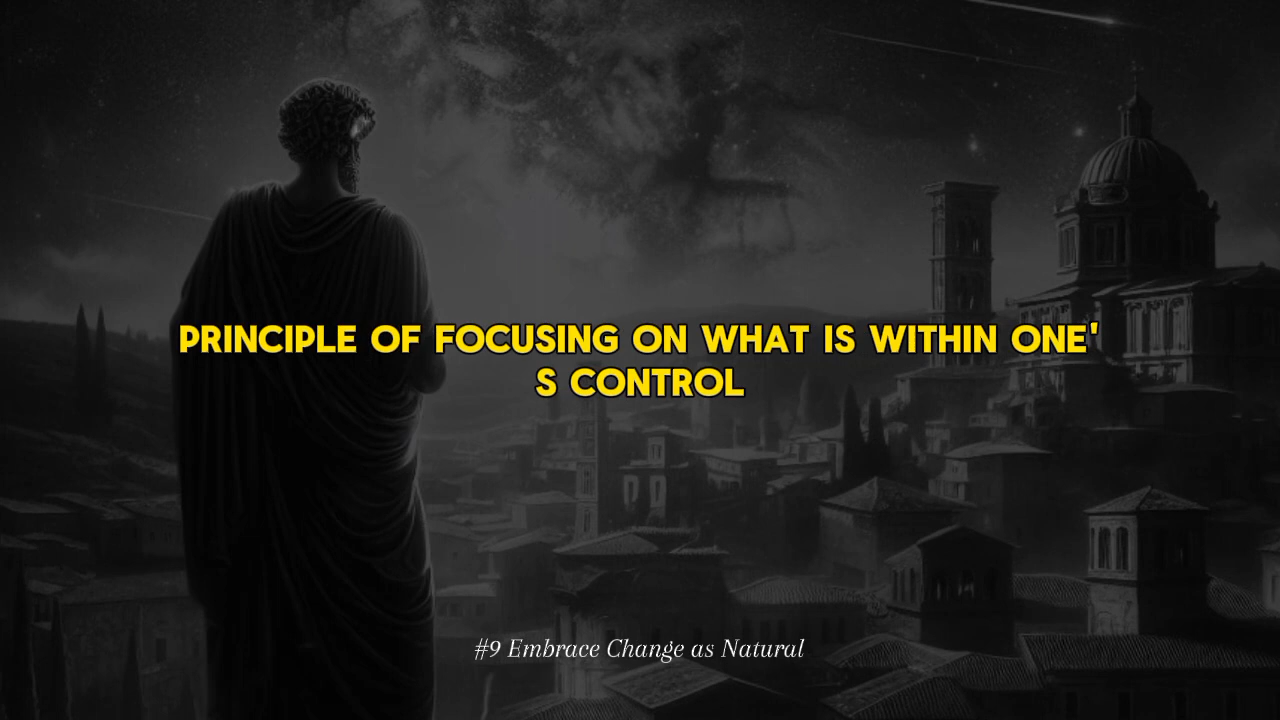 PRINCIPLE OF FOCUSING ON WHAT IS WITHIN ONE'
S CONTROL
#9 Embrace Change as Natural